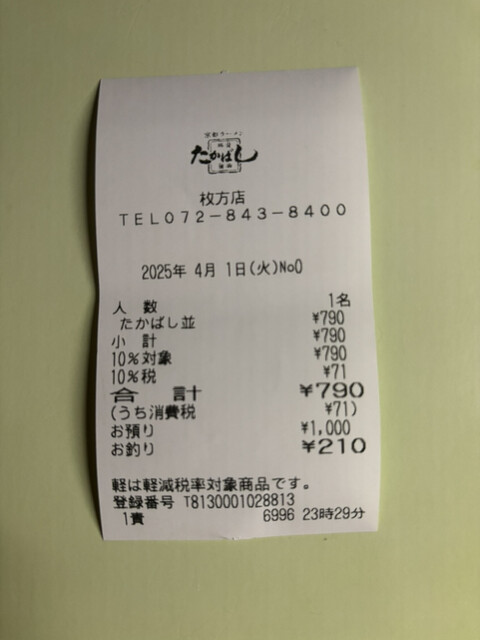 京都ラーメン
たかばし
枚方店
TEL072-843-8400
2025年 4月 1日(火)No0
人 数 1名
たかばし並 ¥790
小 計 ¥790
10%対象 ¥790
10%税 ¥71
合 計 ¥790
(うち消費税 ¥71)
お預り ¥1,000
お釣り ¥210
軽は軽減税率対象商品です。
登録番号 T8130001028813
1責 6996 23時29分